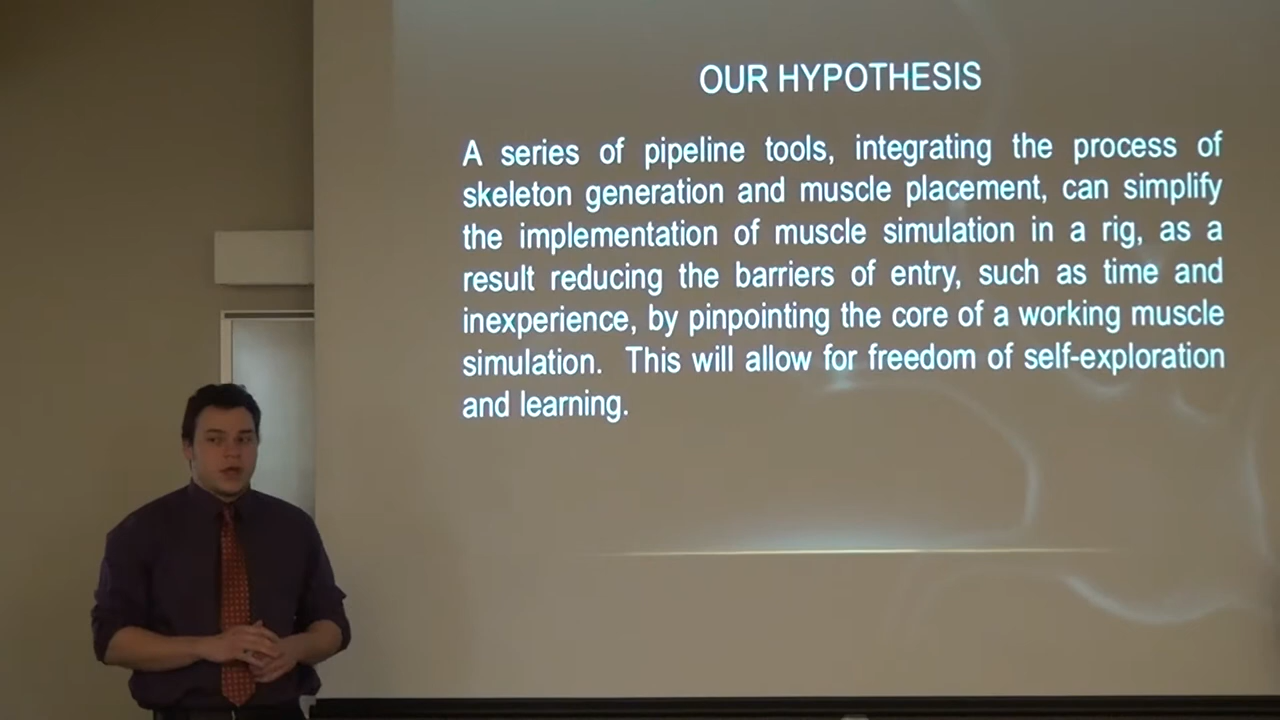 OUR HYPOTHESIS
A series of pipeline tools, integrating the process of
skeleton generation and muscle placement, can simplify
the implementation of muscle simulation in a rig, as a
result reducing the barriers of entry, such as time and
inexperience, by pinpointing the core of a working muscle
simulation. This will allow for freedom of self-exploration
and learning.